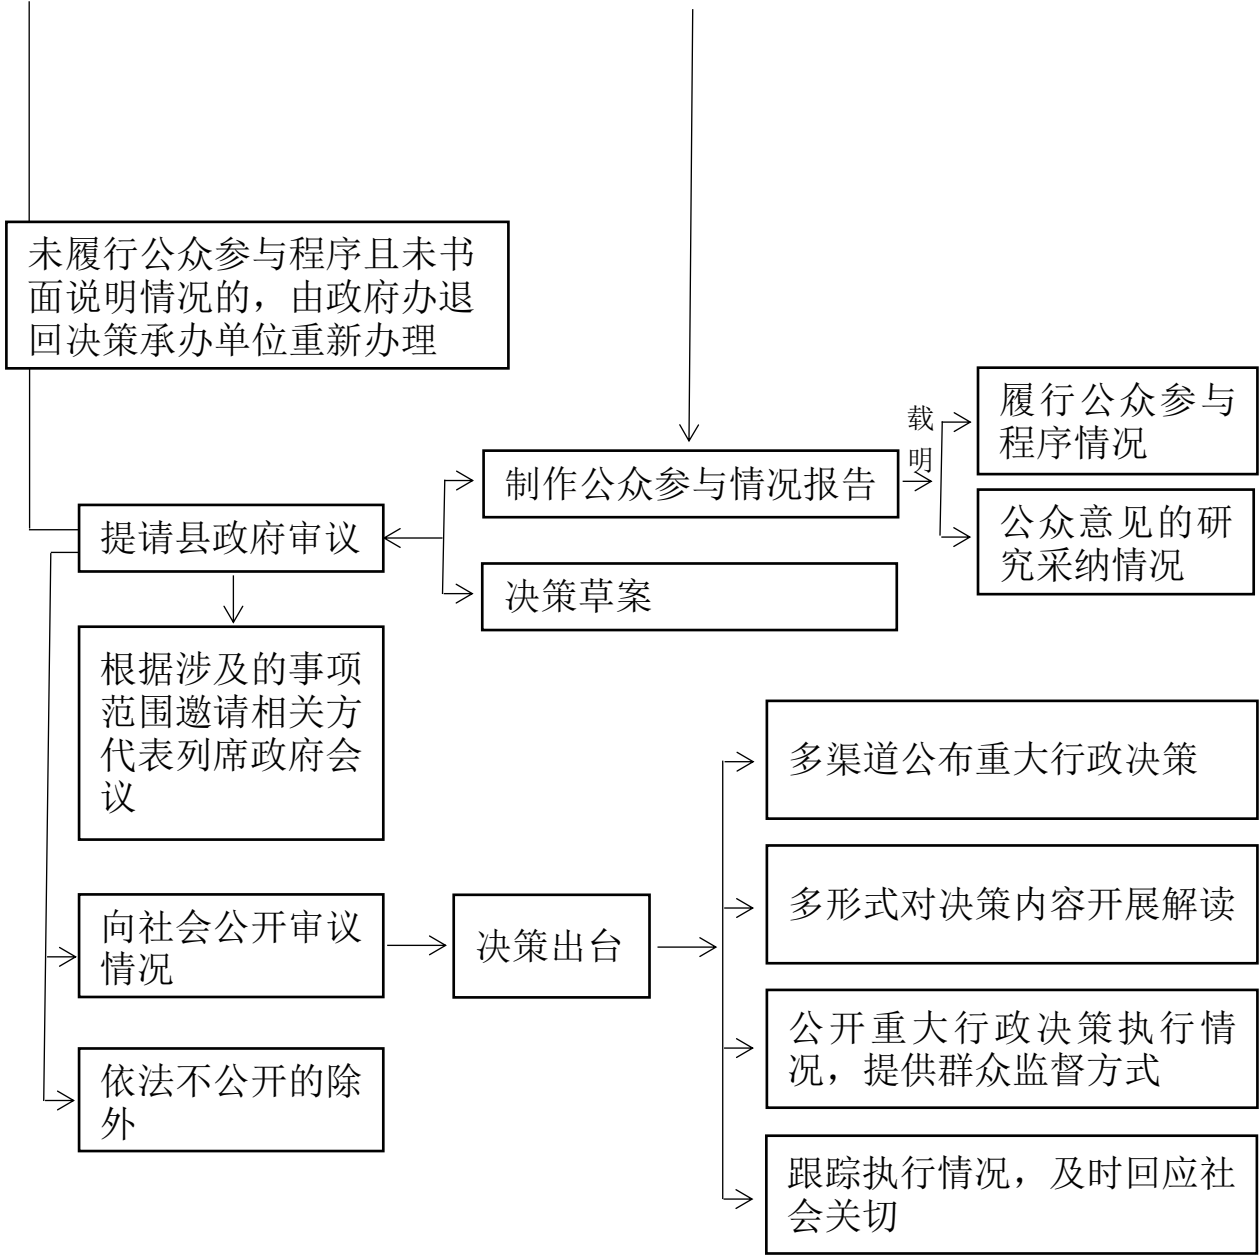 未履行公众参与程序且未书
面说明情况的，由政府办退
回决策承办单位重新办理
载
明
履行公众参与
程序情况
制作公众参与情况报告
公众意见的研
究采纳情况
提请县政府审议
决策草案
根据涉及的事项
范围邀请相关方
代表列席政府会
议
多渠道公布重大行政决策
多形式对决策内容开展解读
向社会公开审议
情况
决策出台
公开重大行政决策执行情
况，提供群众监督方式
依法不公开的除
外
跟踪执行情况，及时回应社
会关切